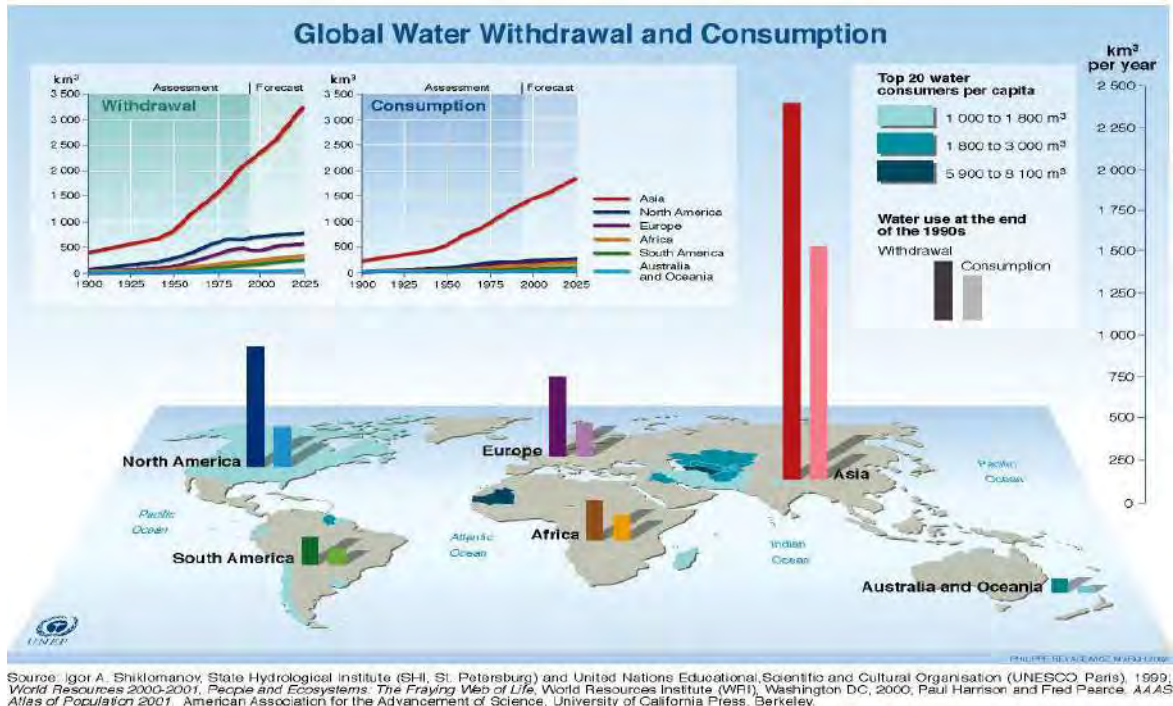 Global Water Withdrawal and Consumption
km³
Assessment Forecast
3 500
Withdrawal
3 000
2 500
2 000
1 500
1 000
500
0
1900 1925 1950 1975 2000 2025
km³
Assessment Forecast
3 500
Consumption
3 000
2 500
2 000
1 500
1 000
500
0
1900 1925 1950 1975 2000 2025
Asia
North America
Europe
Africa
South America
Australia
and Oceania
Top 20 water
consumers per capita
1 000 to 1 800 m³
1 800 to 3 000 m³
5 900 to 8 100 m³
Water use at the end
of the 1990s
Withdrawal
Consumption
km³
per year
2 500
2 250
2 000
1 750
1 500
1 250
1 000
750
500
250
0
North America
Europe
Asia
Pacific
Ocean
Pacific
Ocean
Atlantic
Ocean
Africa
Indian
Ocean
South America
Australia and Oceania
UNEP
Source: Igor A. Shiklomanov, State Hydrological Institute (SHI, St. Petersburg) and United Nations Educational, Scientific and Cultural Organisation (UNESCO, Paris), 1999;
World Resources 2000-2001, People and Ecosystems: The Fraying Web of Life, World Resources Institute (WRI), Washington DC, 2000; Paul Harrison and Fred Pearce, AAAS
Atlas of Population 2001, American Association for the Advancement of Science, University of California Press, Berkeley.